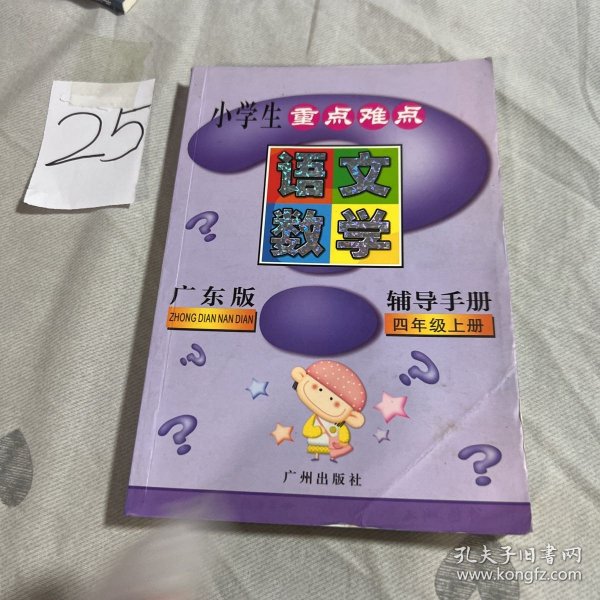 25
小学生重点难点
语文
数学
广东版
ZHONG DIAN NAN DIAN
辅导手册
四年级上册
广州出版社
孔夫子旧书网
www.kongfz.com